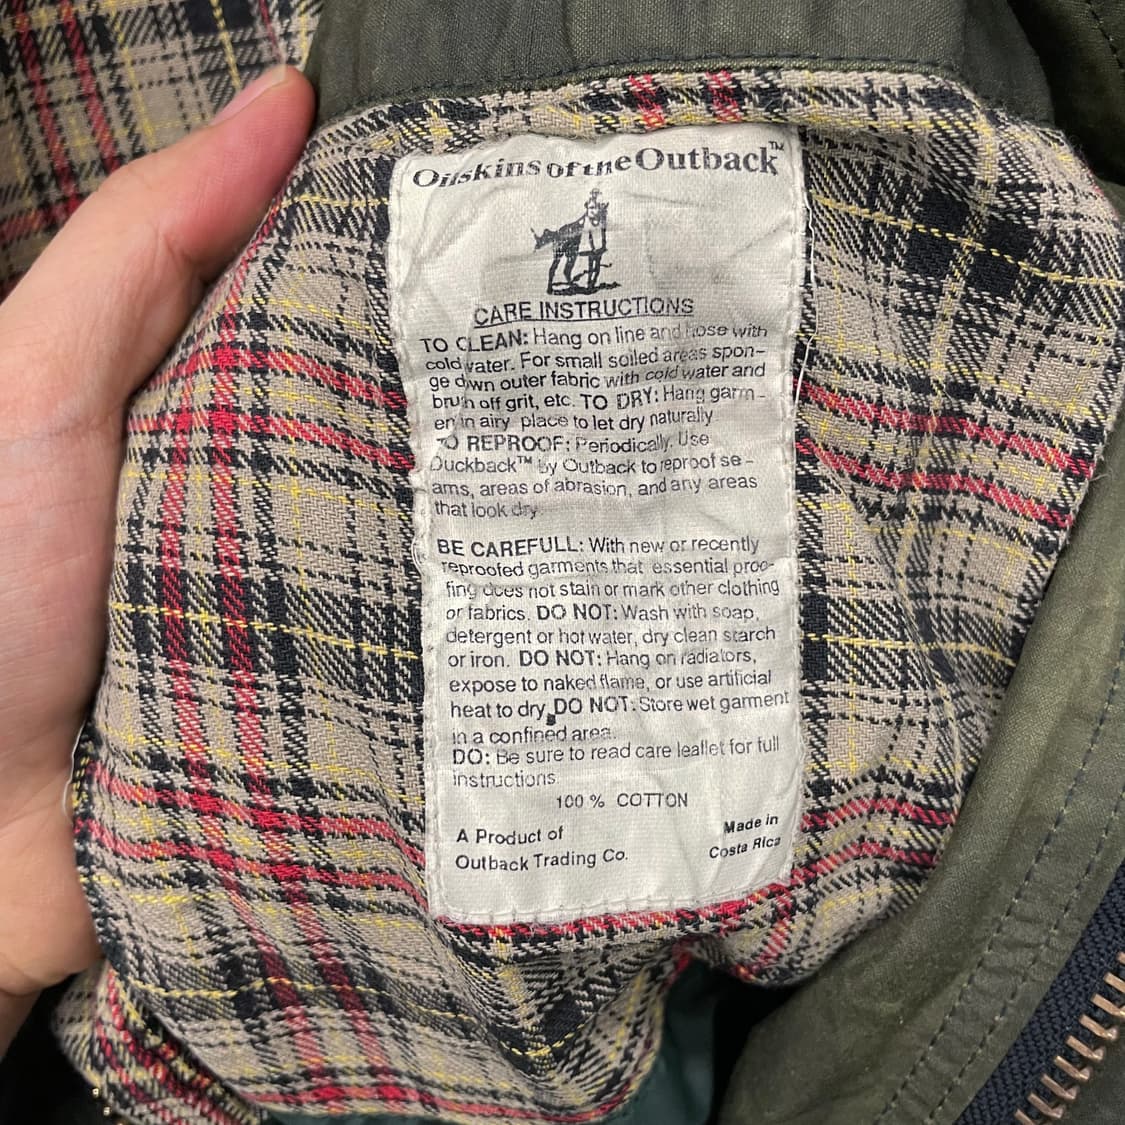 Oilskins of the Outback™
CARE INSTRUCTIONS
TO CLEAN: Hang on line and hose with
cold water. For small soiled areas spon-
ge down outer fabric with cold water and
brush off grit, etc. TO DRY: Hang garm-
en in airy place to let dry naturally.
TO REPROOF: Periodically. Use
Duckback™ by Outback to reproof se-
ams, areas of abrasion, and any areas
that look dry
BE CAREFULL: With new or recently
reproofed garments that essential proo-
fing does not stain or mark other clothing
or fabrics. DO NOT: Wash with soap,
detergent or hot water, dry clean starch
or iron. DO NOT: Hang on radiators,
expose to naked flame, or use artificial
heat to dry DO NOT: Store wet garment
in a confined area.
DO: Be sure to read care leaflet for full
instructions
100 % COTTON
A Product of
Outback Trading Co.
Made in
Costa Rica